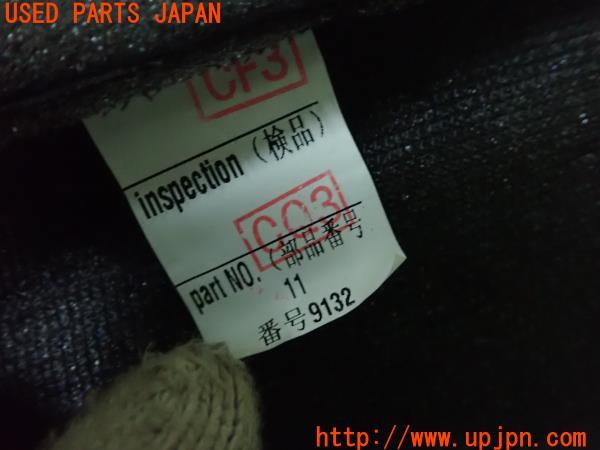 USED PARTS JAPAN
CF3
inspection (検品)
CQ3
part NO. (部品番号
11
番号9132
http://www.upjpn.com